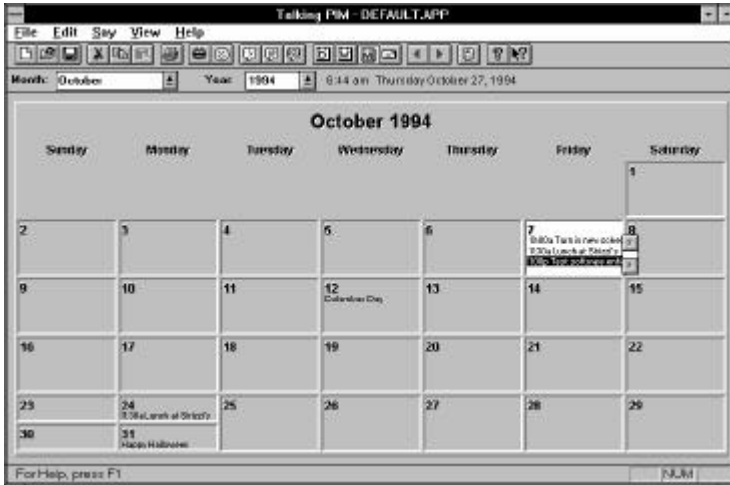 Talking PIM - DEFAULT.APP
File Edit Say View Help
Month: October Year: 1994 8:44 am Thursday October 27, 1994
October 1994
Sunday Monday Tuesday Wednesday Thursday Friday Saturday
1
2 3 4 5 6 7 8
Lunch at
9 10 11 12 13 14 15
Columbus Day
16 17 18 19 20 21 22
23 24 25 26 27 28 29
Lunch at
30 31
Happy Halloween
For Help, press F1 NUM